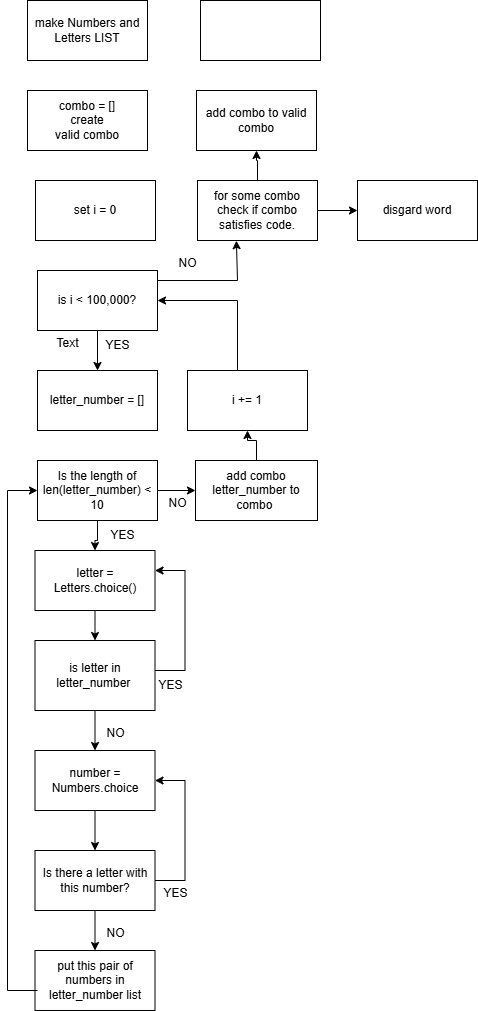 make Numbers and
Letters LIST
combo = []
create
valid combo
add combo to valid
combo
set i = 0
for some combo
check if combo
satisfies code.
disgard word
NO
is i < 100,000?
Text
YES
letter_number = []
i += 1
Is the length of
len(letter_number) <
10
NO
add combo
letter_number to
combo
YES
letter =
Letters.choice()
is letter in
letter_number
YES
NO
number =
Numbers.choice
Is there a letter with
this number?
YES
NO
put this pair of
numbers in
letter_number list